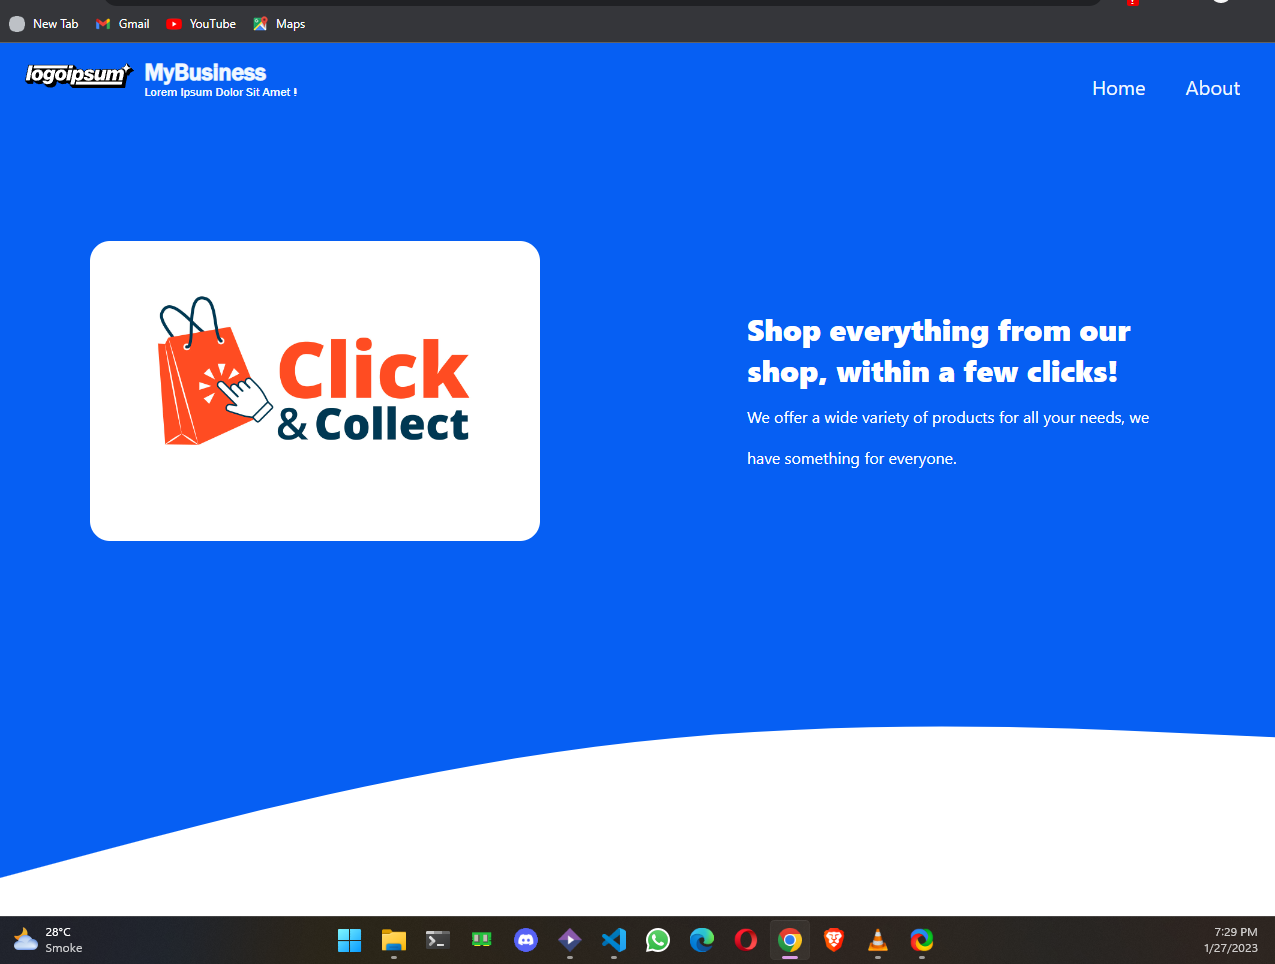 New Tab Gmail YouTube Maps
logoipsum
MyBusiness
Lorem Ipsum Dolor Sit Amet !
Home About
Click
& Collect
Shop everything from our
shop, within a few clicks!
We offer a wide variety of products for all your needs, we
have something for everyone.
28°C
Smoke
7:29 PM
1/27/2023